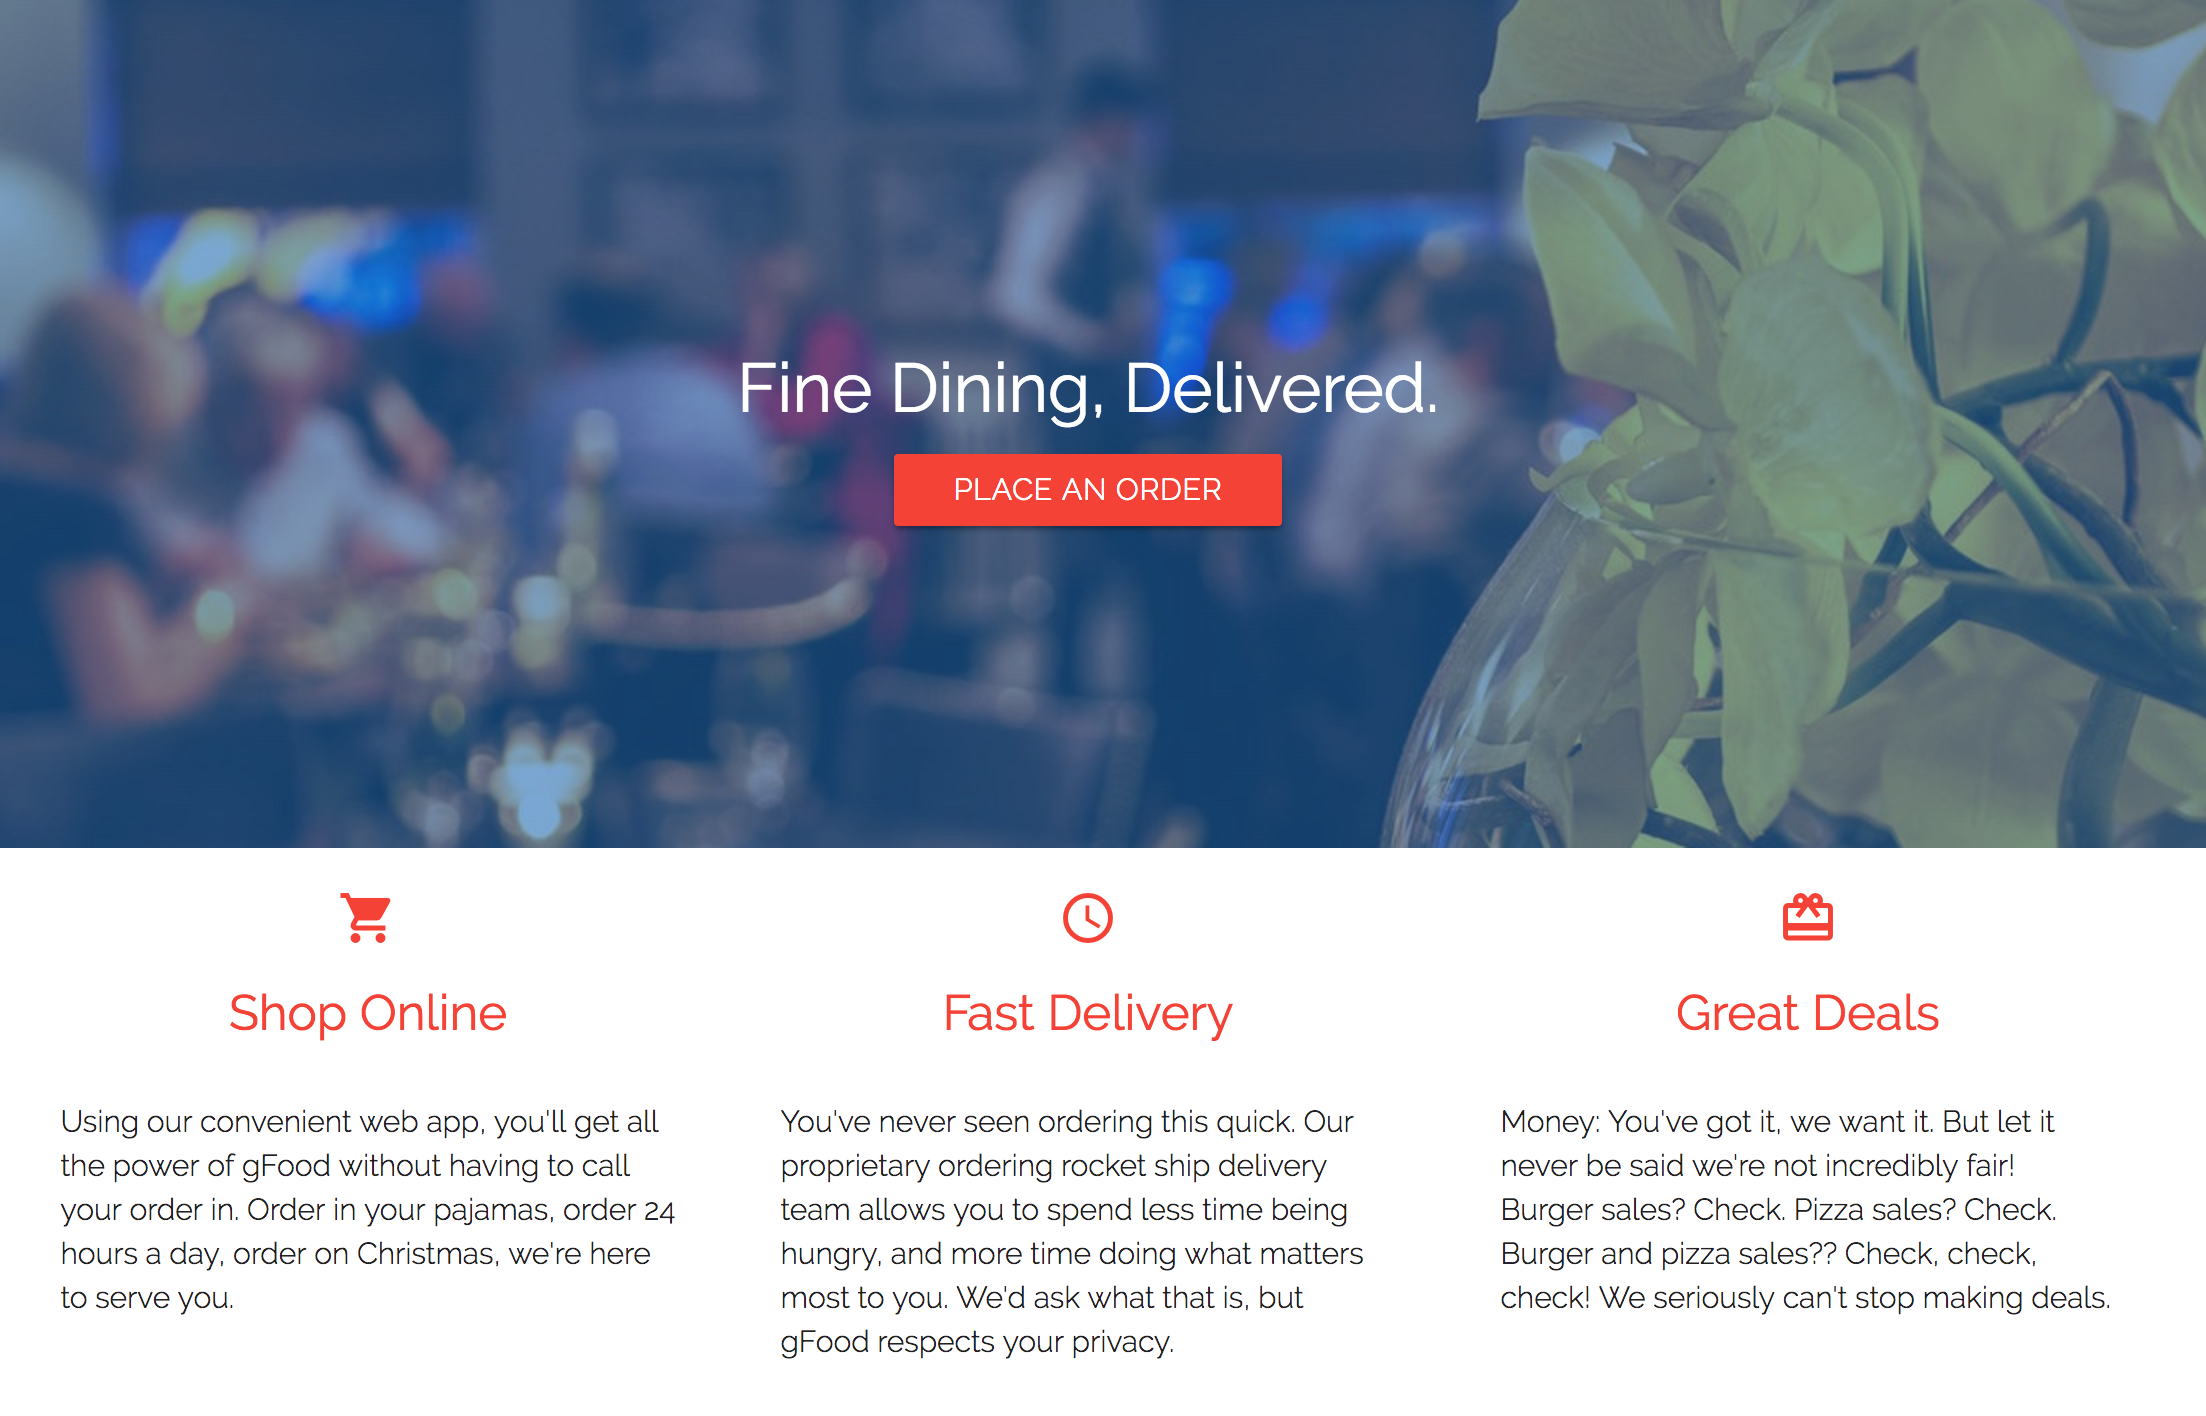 Fine Dining, Delivered.
PLACE AN ORDER
Shop Online
Using our convenient web app, you'll get all
the power of gFood without having to call
your order in. Order in your pajamas, order 24
hours a day, order on Christmas, we're here
to serve you.
Fast Delivery
You've never seen ordering this quick. Our
proprietary ordering rocket ship delivery
team allows you to spend less time being
hungry, and more time doing what matters
most to you. We'd ask what that is, but
gFood respects your privacy.
Great Deals
Money: You've got it, we want it. But let it
never be said we're not incredibly fair!
Burger sales? Check. Pizza sales? Check.
Burger and pizza sales?? Check, check,
check! We seriously can't stop making deals.